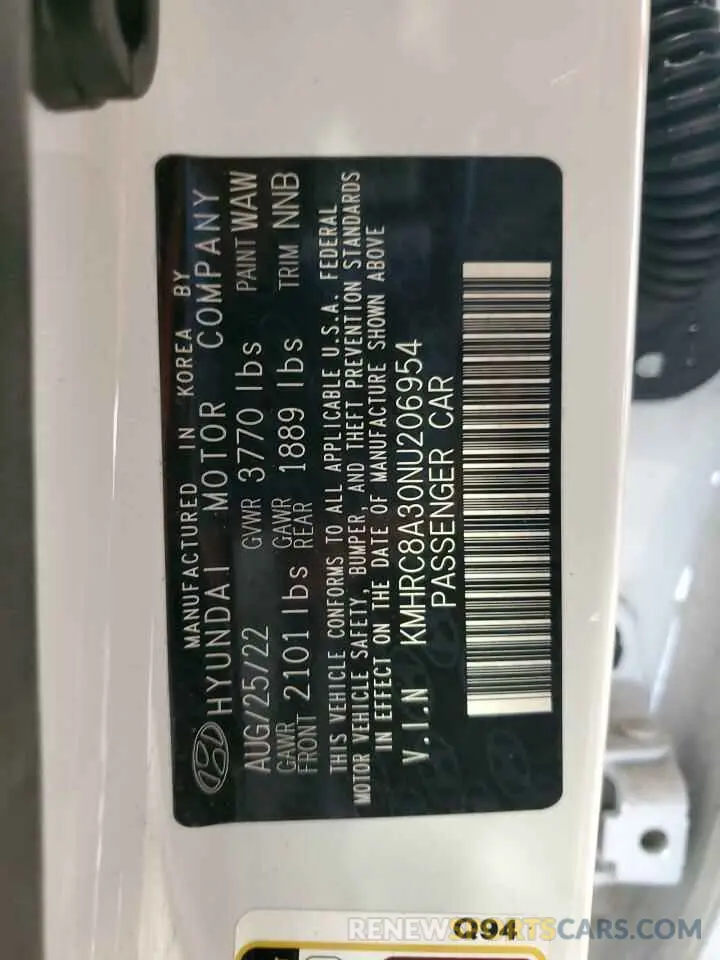 MANUFACTURED IN KOREA BY
HYUNDAI MOTOR COMPANY
AUG/25/22 GVWR 3770 lbs PAINT WAW
GAWR FRONT 2101 lbs GAWR REAR 1889 lbs TRIM NNB
THIS VEHICLE CONFORMS TO ALL APPLICABLE U.S.A. FEDERAL
MOTOR VEHICLE SAFETY, BUMPER, AND THEFT PREVENTION STANDARDS
IN EFFECT ON THE DATE OF MANUFACTURE SHOWN ABOVE
V.I.N KMHRC8A30NU206954
PASSENGER CAR
Q94
RENEWSPORTSCARS.COM